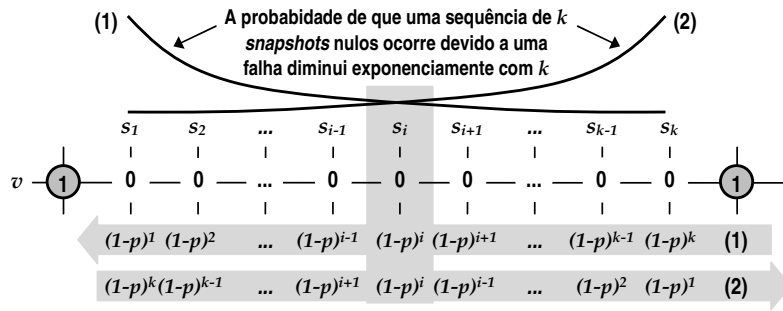 (1) A probabidade de que uma sequência de k (2)
snapshots nulos ocorre devido a uma
falha diminui exponenciamente com k
s₁ s₂ ... sᵢ₋₁ sᵢ sᵢ₊₁ ... sₖ₋₁ sₖ
v 1 0 0 ... 0 0 0 ... 0 0 1
(1-p)¹ (1-p)² ... (1-p)ⁱ⁻¹ (1-p)ⁱ (1-p)ⁱ⁺¹ ... (1-p)ᵏ⁻¹ (1-p)ᵏ (1)
(1-p)ᵏ (1-p)ᵏ⁻¹ ... (1-p)ⁱ⁺¹ (1-p)ⁱ (1-p)ⁱ⁻¹ ... (1-p)² (1-p)¹ (2)